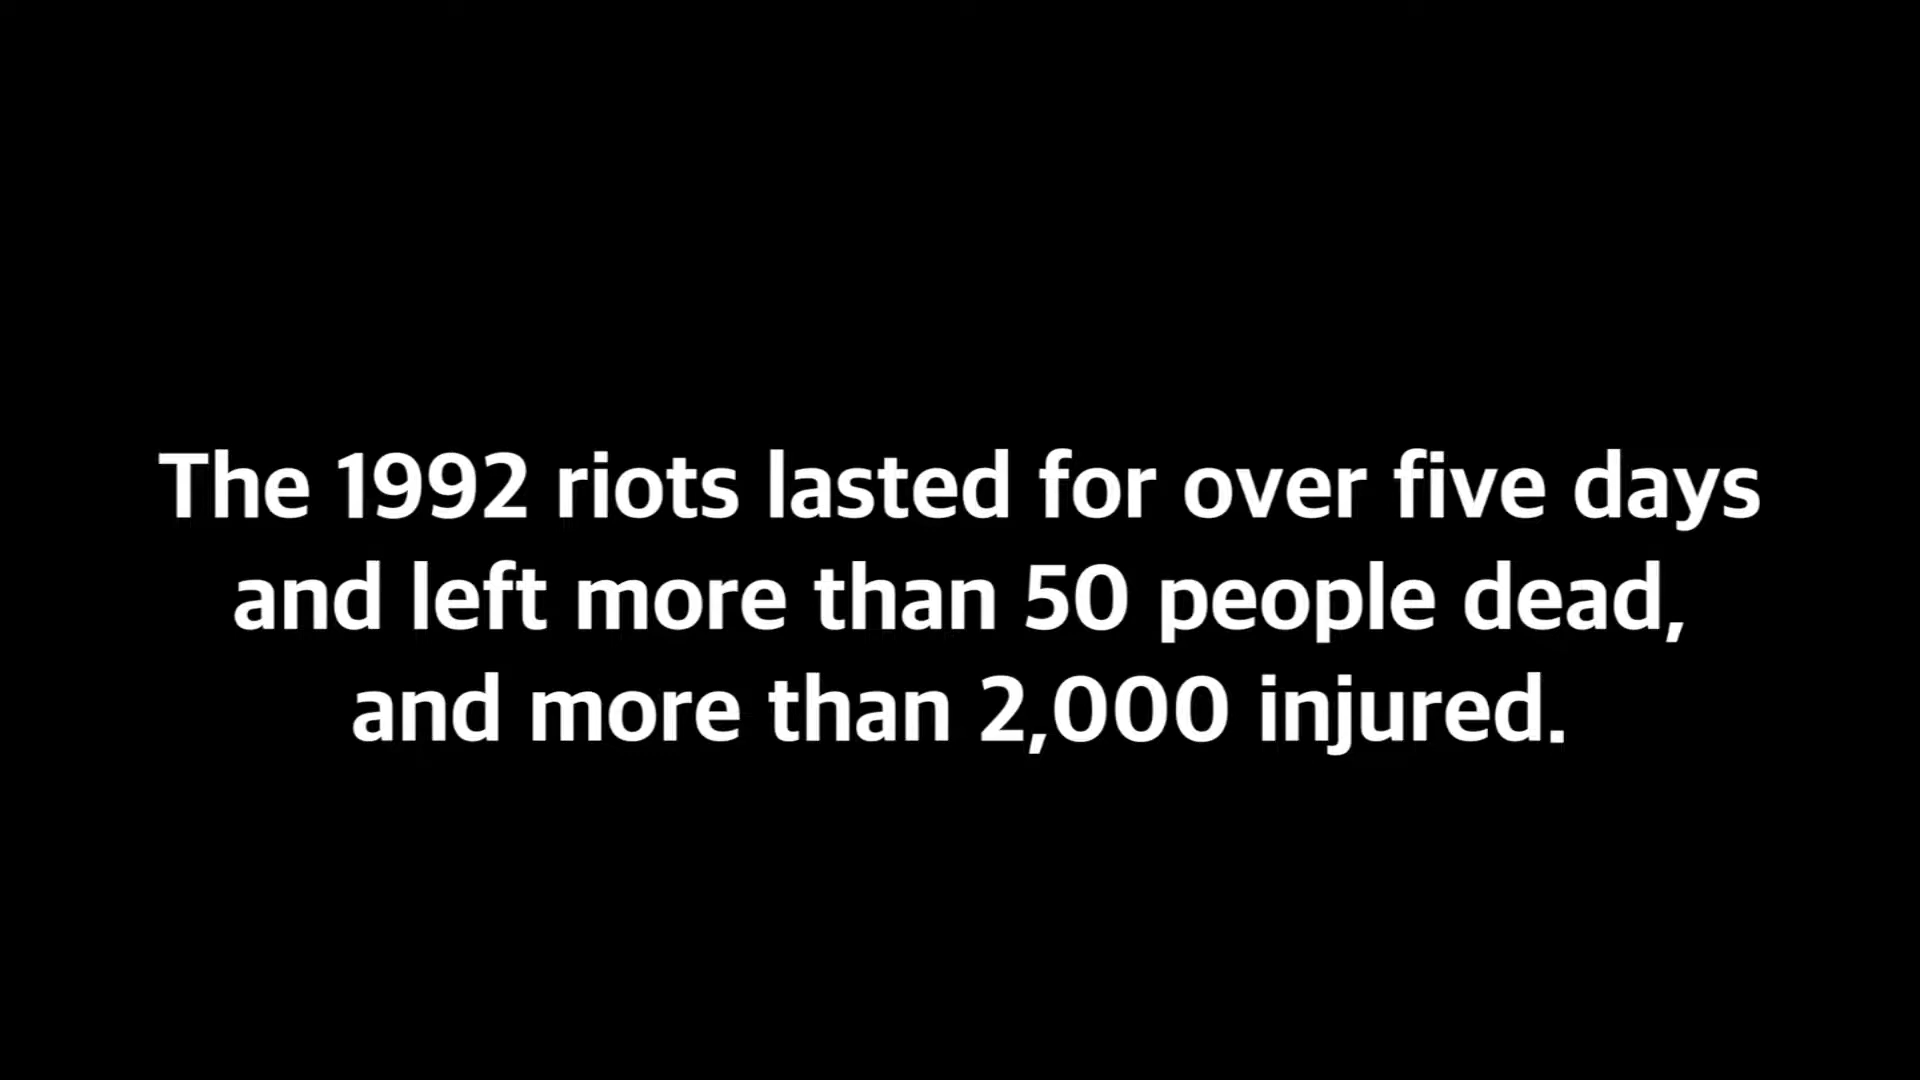 The 1992 riots lasted for over five days
and left more than 50 people dead,
and more than 2,000 injured.